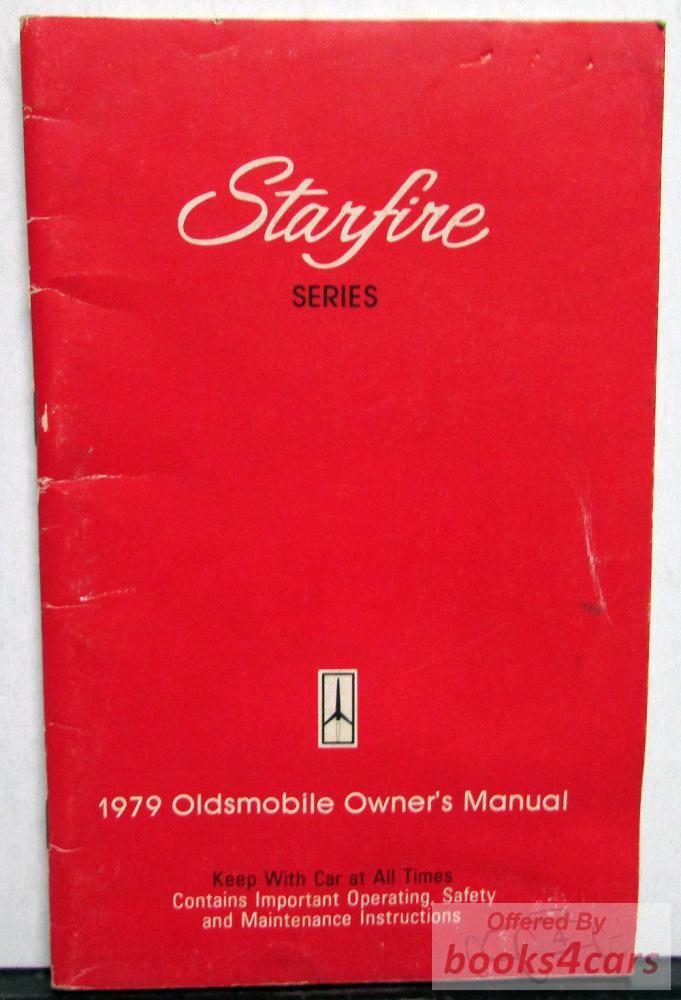 Starfire
SERIES
1979 Oldsmobile Owner's Manual
Keep With Car at All Times
Contains Important Operating, Safety
and Maintenance Instructions
Offered By
books4cars